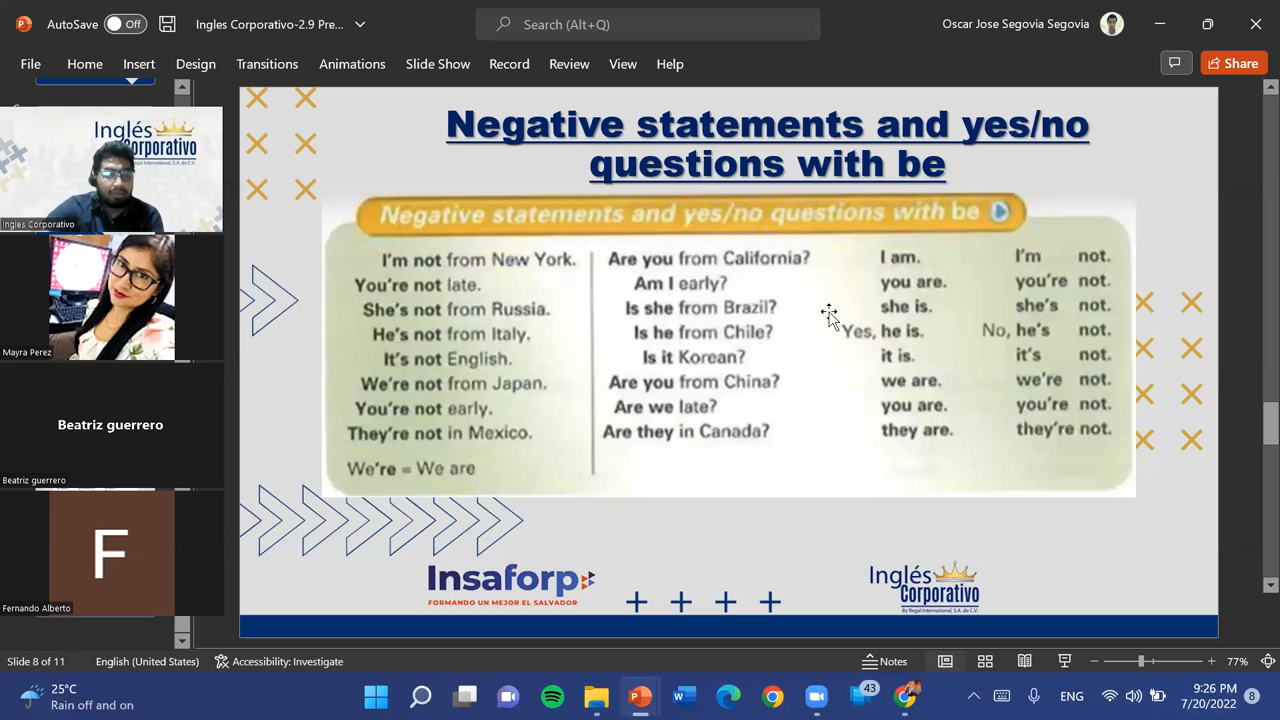 AutoSave Off Ingles Corporativo-2.9 Pre... Search (Alt+Q) Oscar Jose Segovia Segovia
File Home Insert Design Transitions Animations Slide Show Record Review View Help Share
Inglés
Corporativo
By Regal International, S.A. de C.V.
Ingles Corporativo
Mayra Perez
Beatriz guerrero
Beatriz guerrero
F
Fernando Alberto
Negative statements and yes/no
questions with be
Negative statements and yes/no questions with be
I'm not from New York. Are you from California? I am. I'm not.
You're not late. Am I early? you are. you're not.
She's not from Russia. Is she from Brazil? she is. she's not.
He's not from Italy. Is he from Chile? Yes, he is. No, he's not.
It's not English. Is it Korean? it is. it's not.
We're not from Japan. Are you from China? we are. we're not.
You're not early. Are we late? you are. you're not.
They're not in Mexico. Are they in Canada? they are. they're not.
We're = We are
Insaforp
FORMANDO UN MEJOR EL SALVADOR
Inglés
Corporativo
By Regal International, S.A. de C.V.
Slide 8 of 11 English (United States) Accessibility: Investigate Notes 77%
25°C
Rain off and on
43
ENG
9:26 PM
7/20/2022
8